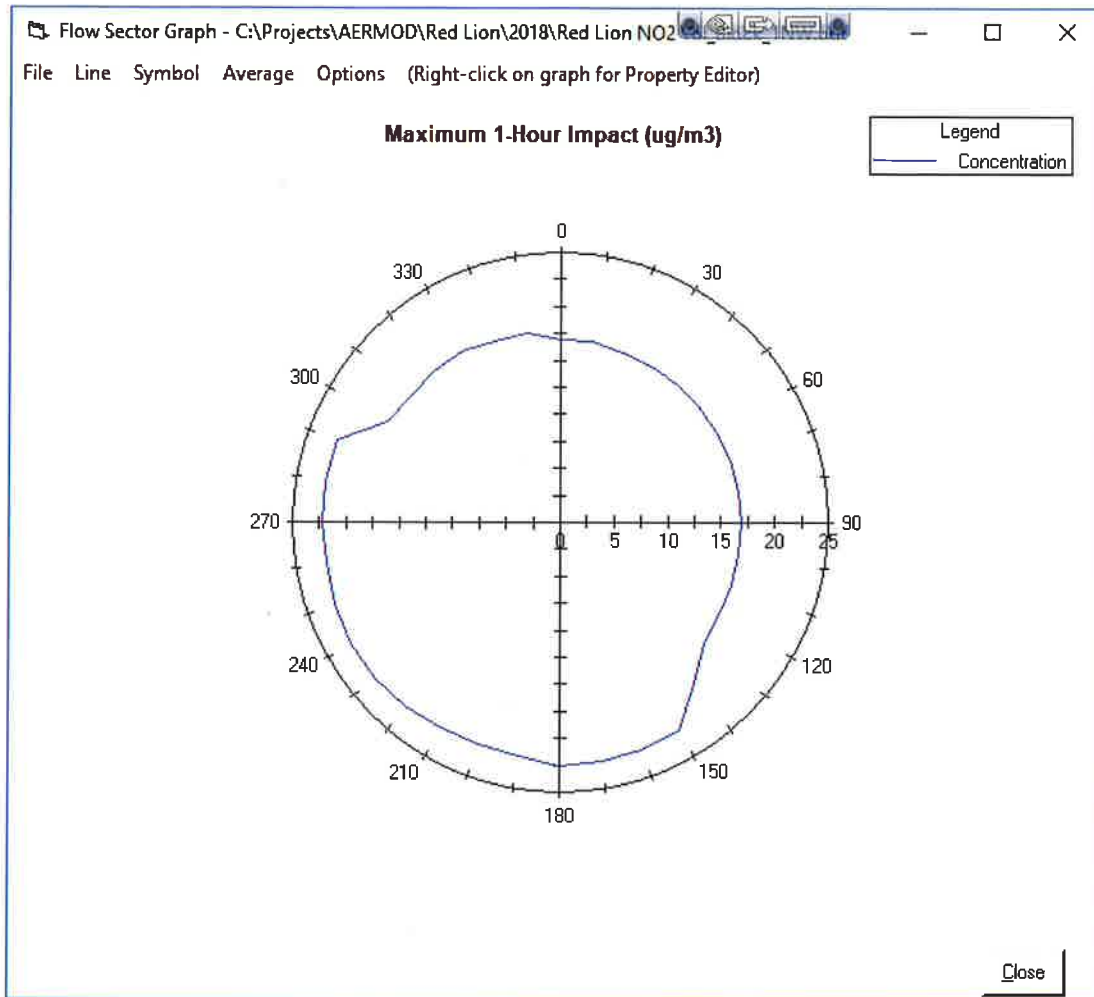 Flow Sector Graph - C:\Projects\AERMOD\Red Lion\2018\Red Lion NO2
File Line Symbol Average Options (Right-click on graph for Property Editor)
Maximum 1-Hour Impact (ug/m3)
Legend
Concentration
0
330 30
300 60
270 90
0 5 10 15 20 25
240 120
210 150
180
Close